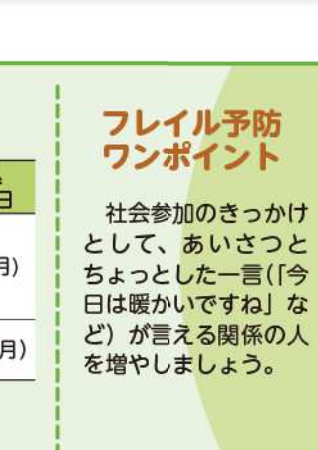 フレイル予防
ワンポイント
社会参加のきっかけ
として、あいさつと
ちょっとした一言(「今
日は暖かいですね」な
ど）が言える関係の人
を増やしましょう。
日
月)
月)